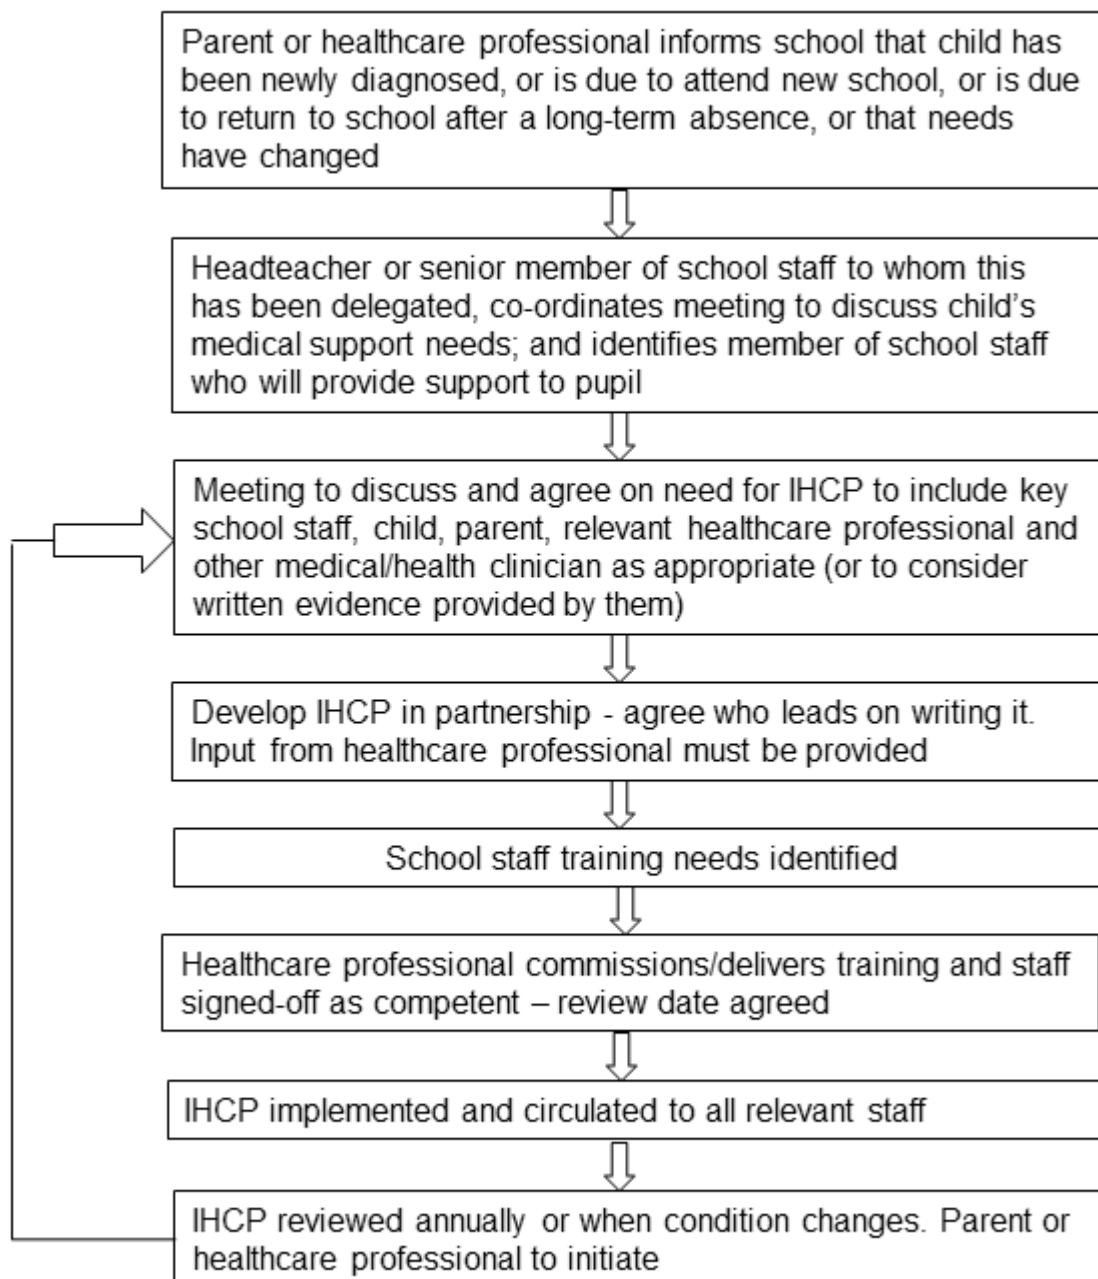 Parent or healthcare professional informs school that child has
been newly diagnosed, or is due to attend new school, or is due
to return to school after a long-term absence, or that needs
have changed
Headteacher or senior member of school staff to whom this
has been delegated, co-ordinates meeting to discuss child's
medical support needs; and identifies member of school staff
who will provide support to pupil
Meeting to discuss and agree on need for IHCP to include key
school staff, child, parent, relevant healthcare professional and
other medical/health clinician as appropriate (or to consider
written evidence provided by them)
Develop IHCP in partnership - agree who leads on writing it.
Input from healthcare professional must be provided
School staff training needs identified
Healthcare professional commissions/delivers training and staff
signed-off as competent – review date agreed
IHCP implemented and circulated to all relevant staff
IHCP reviewed annually or when condition changes. Parent or
healthcare professional to initiate